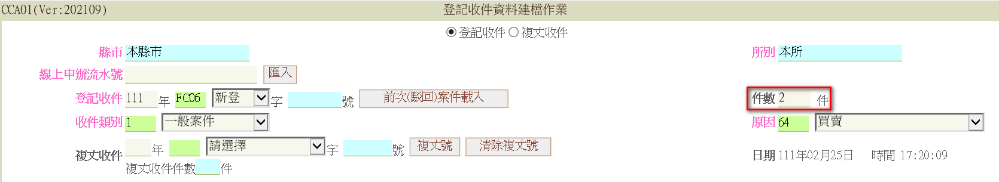 CCA01(Ver:202109) 登記收件資料建檔作業
登記收件 複丈收件
縣市 本縣市 所別 本所
線上申辦流水號 匯入
登記收件 111 年 FC06 新登 字 號 前次(駁回)案件載入 件數 2 件
收件類別 1 一般案件 原因 64 買賣
複丈收件 年 請選擇 字 號 複丈號 清除複丈號 日期 111年02月25日 時間 17:20:09
複丈收件件數 件